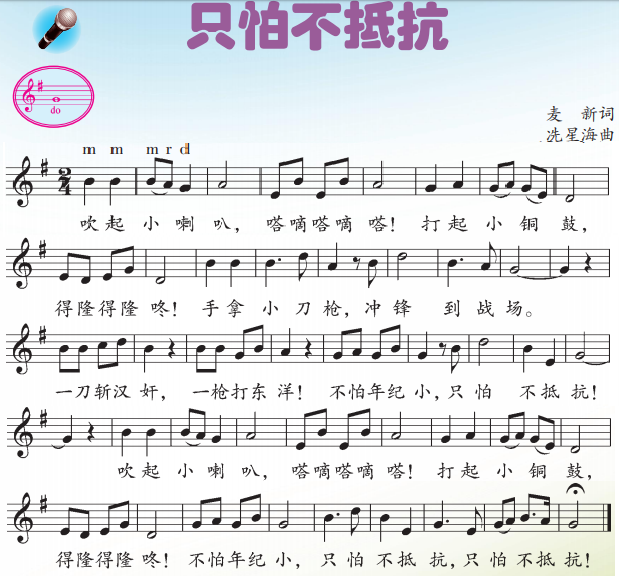 只怕不抵抗
do
麦 新词
冼星海曲
m m m r d
2
4
吹起小喇叭，嗒嘀嗒嘀嗒！打起小铜鼓，
得隆得隆咚！手拿小刀枪，冲锋到战场。
一刀斩汉奸，一枪打东洋！不怕年纪小，只怕不抵抗！
吹起小喇叭，嗒嘀嗒嘀嗒！打起小铜鼓，
得隆得隆咚！不怕年纪小，只怕不抵抗，只怕不抵抗！